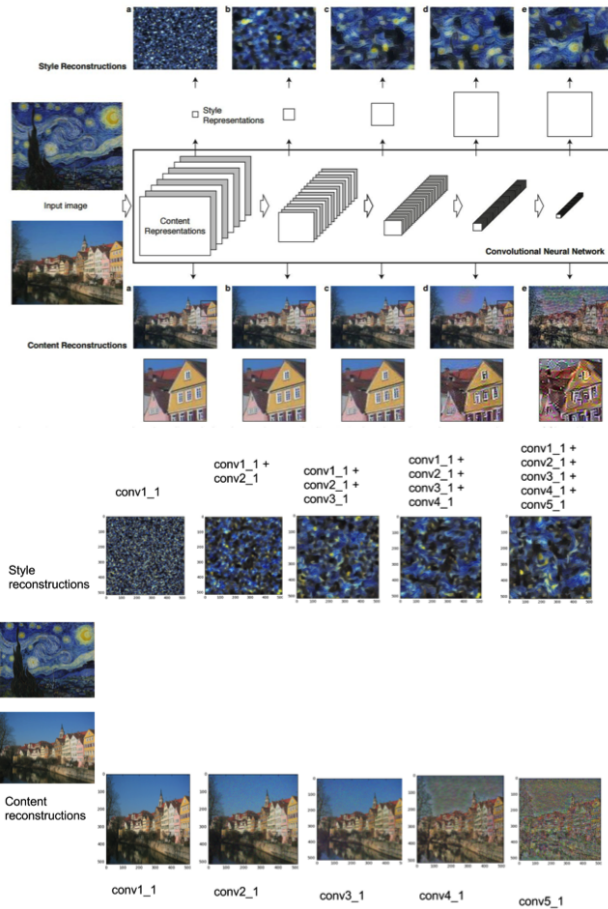 a b c d e
Style Reconstructions
Style
Representations
Input image
Content
Representations
Convolutional Neural Network
a b c d e
Content Reconstructions
conv1_1
conv1_1 +
conv2_1
conv1_1 +
conv2_1 +
conv3_1
conv1_1 +
conv2_1 +
conv3_1 +
conv4_1
conv1_1 +
conv2_1 +
conv3_1 +
conv4_1 +
conv5_1
Style
reconstructions
Content
reconstructions
conv1_1
conv2_1
conv3_1
conv4_1
conv5_1